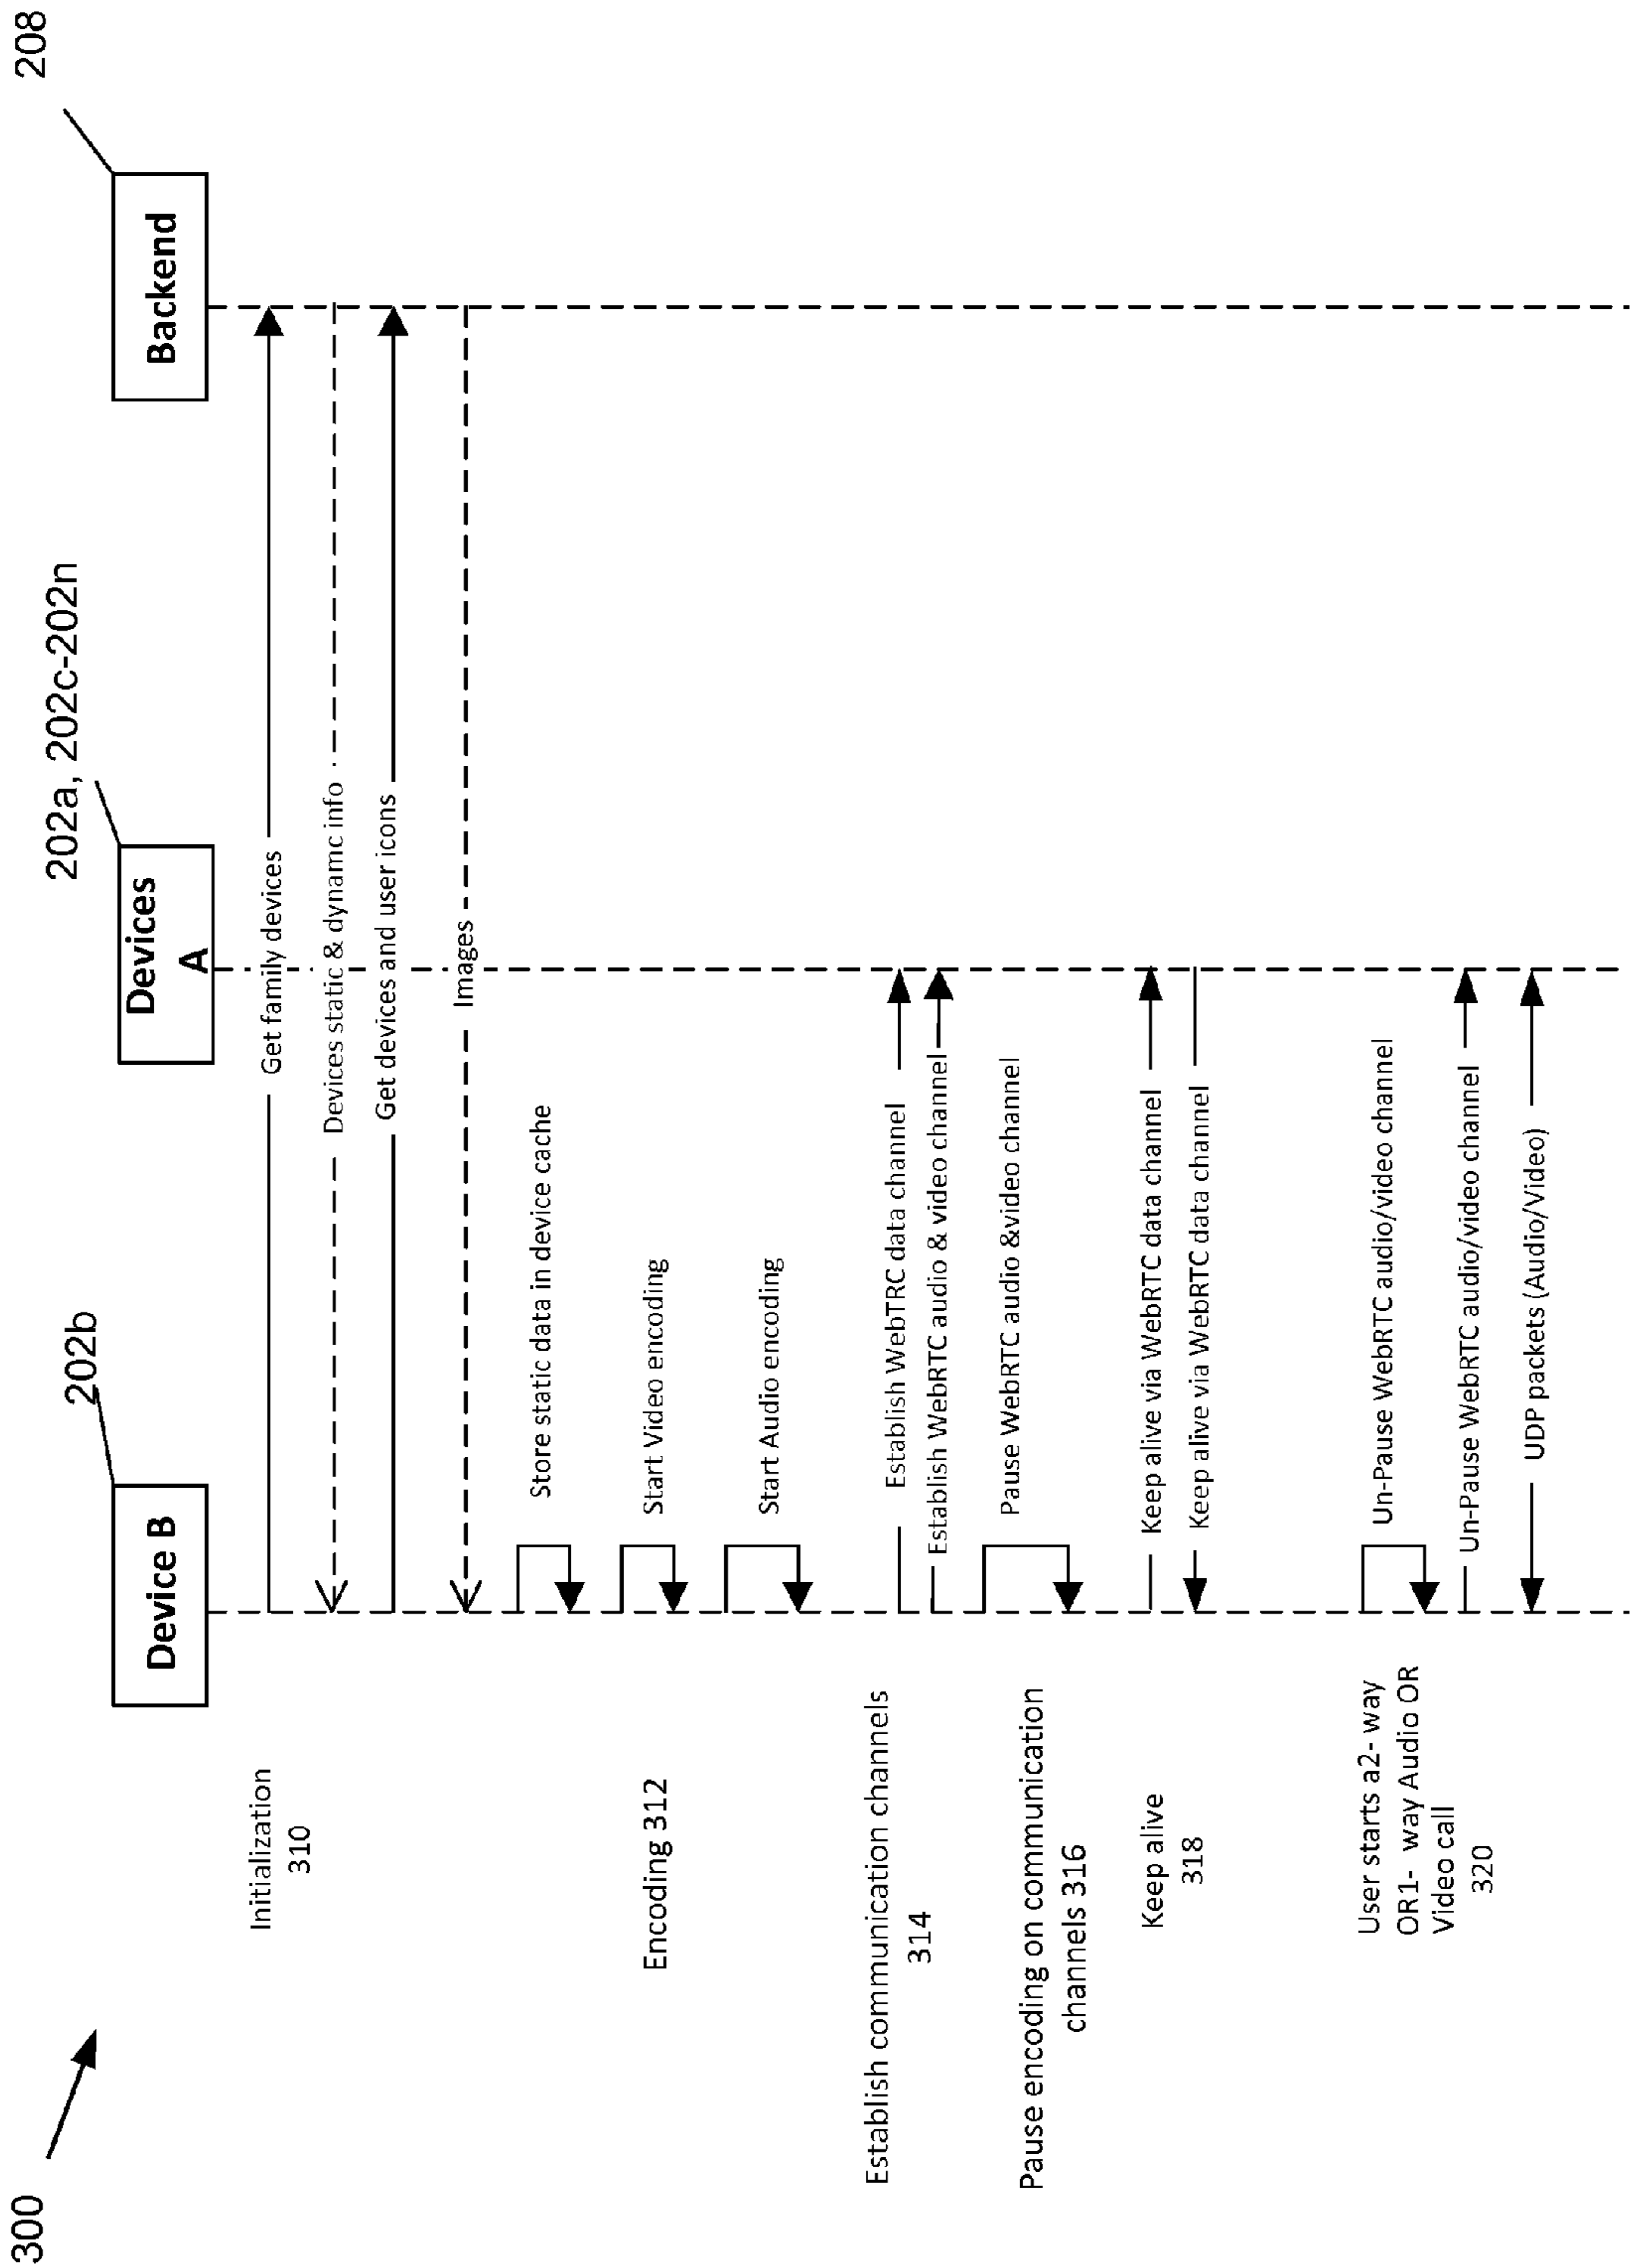 300
202b
202a, 202c-202n
208
Device B
Devices
A
Backend
Initialization
310
Get family devices
Devices static & dynamc info
Get devices and user icons
Images
Store static data in device cache
Encoding 312
Start Video encoding
Start Audio encoding
Establish communication channels
314
Establish WebTRC data channel
Establish WebRTC audio & video channel
Pause encoding on communication
channels 316
Pause WebRTC audio &video channel
Keep alive
318
Keep alive via WebRTC data channel
Keep alive via WebRTC data channel
User starts a2- way
OR1- way Audio OR
Video call
320
Un-Pause WebRTC audio/video channel
Un-Pause WebRTC audio/video channel
UDP packets (Audio/Video)